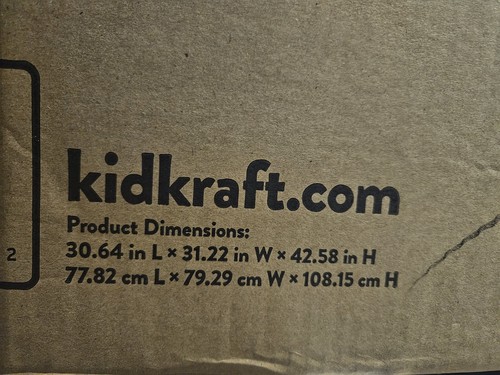 kidkraft.com
Product Dimensions:
30.64 in L × 31.22 in W × 42.58 in H
77.82 cm L × 79.29 cm W × 108.15 cm H
2